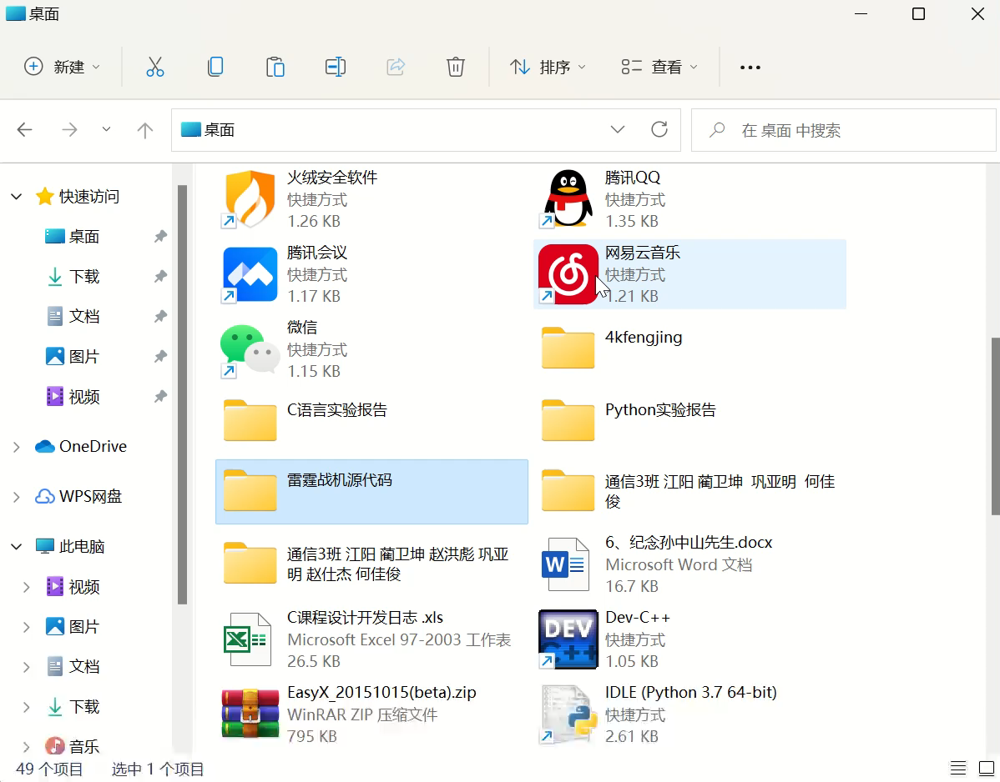 桌面
新建
排序
查看
桌面
在 桌面 中搜索
快速访问
桌面
下载
文档
图片
视频
OneDrive
WPS网盘
此电脑
视频
图片
文档
下载
音乐
火绒安全软件
快捷方式
1.26 KB
腾讯QQ
快捷方式
1.35 KB
腾讯会议
快捷方式
1.17 KB
网易云音乐
快捷方式
1.21 KB
微信
快捷方式
1.15 KB
4kfengjing
C语言实验报告
Python实验报告
雷霆战机源代码
通信3班 江阳 蔺卫坤  巩亚明  何佳
俊
通信3班 江阳 蔺卫坤 赵洪彪 巩亚
明 赵仕杰 何佳俊
6、纪念孙中山先生.docx
Microsoft Word 文档
16.7 KB
W
C课程设计开发日志 .xls
Microsoft Excel 97-2003 工作表
26.5 KB
Dev-C++
快捷方式
1.05 KB
DEV
C++
EasyX_20151015(beta).zip
WinRAR ZIP 压缩文件
795 KB
IDLE (Python 3.7 64-bit)
快捷方式
2.61 KB
49 个项目
选中 1 个项目